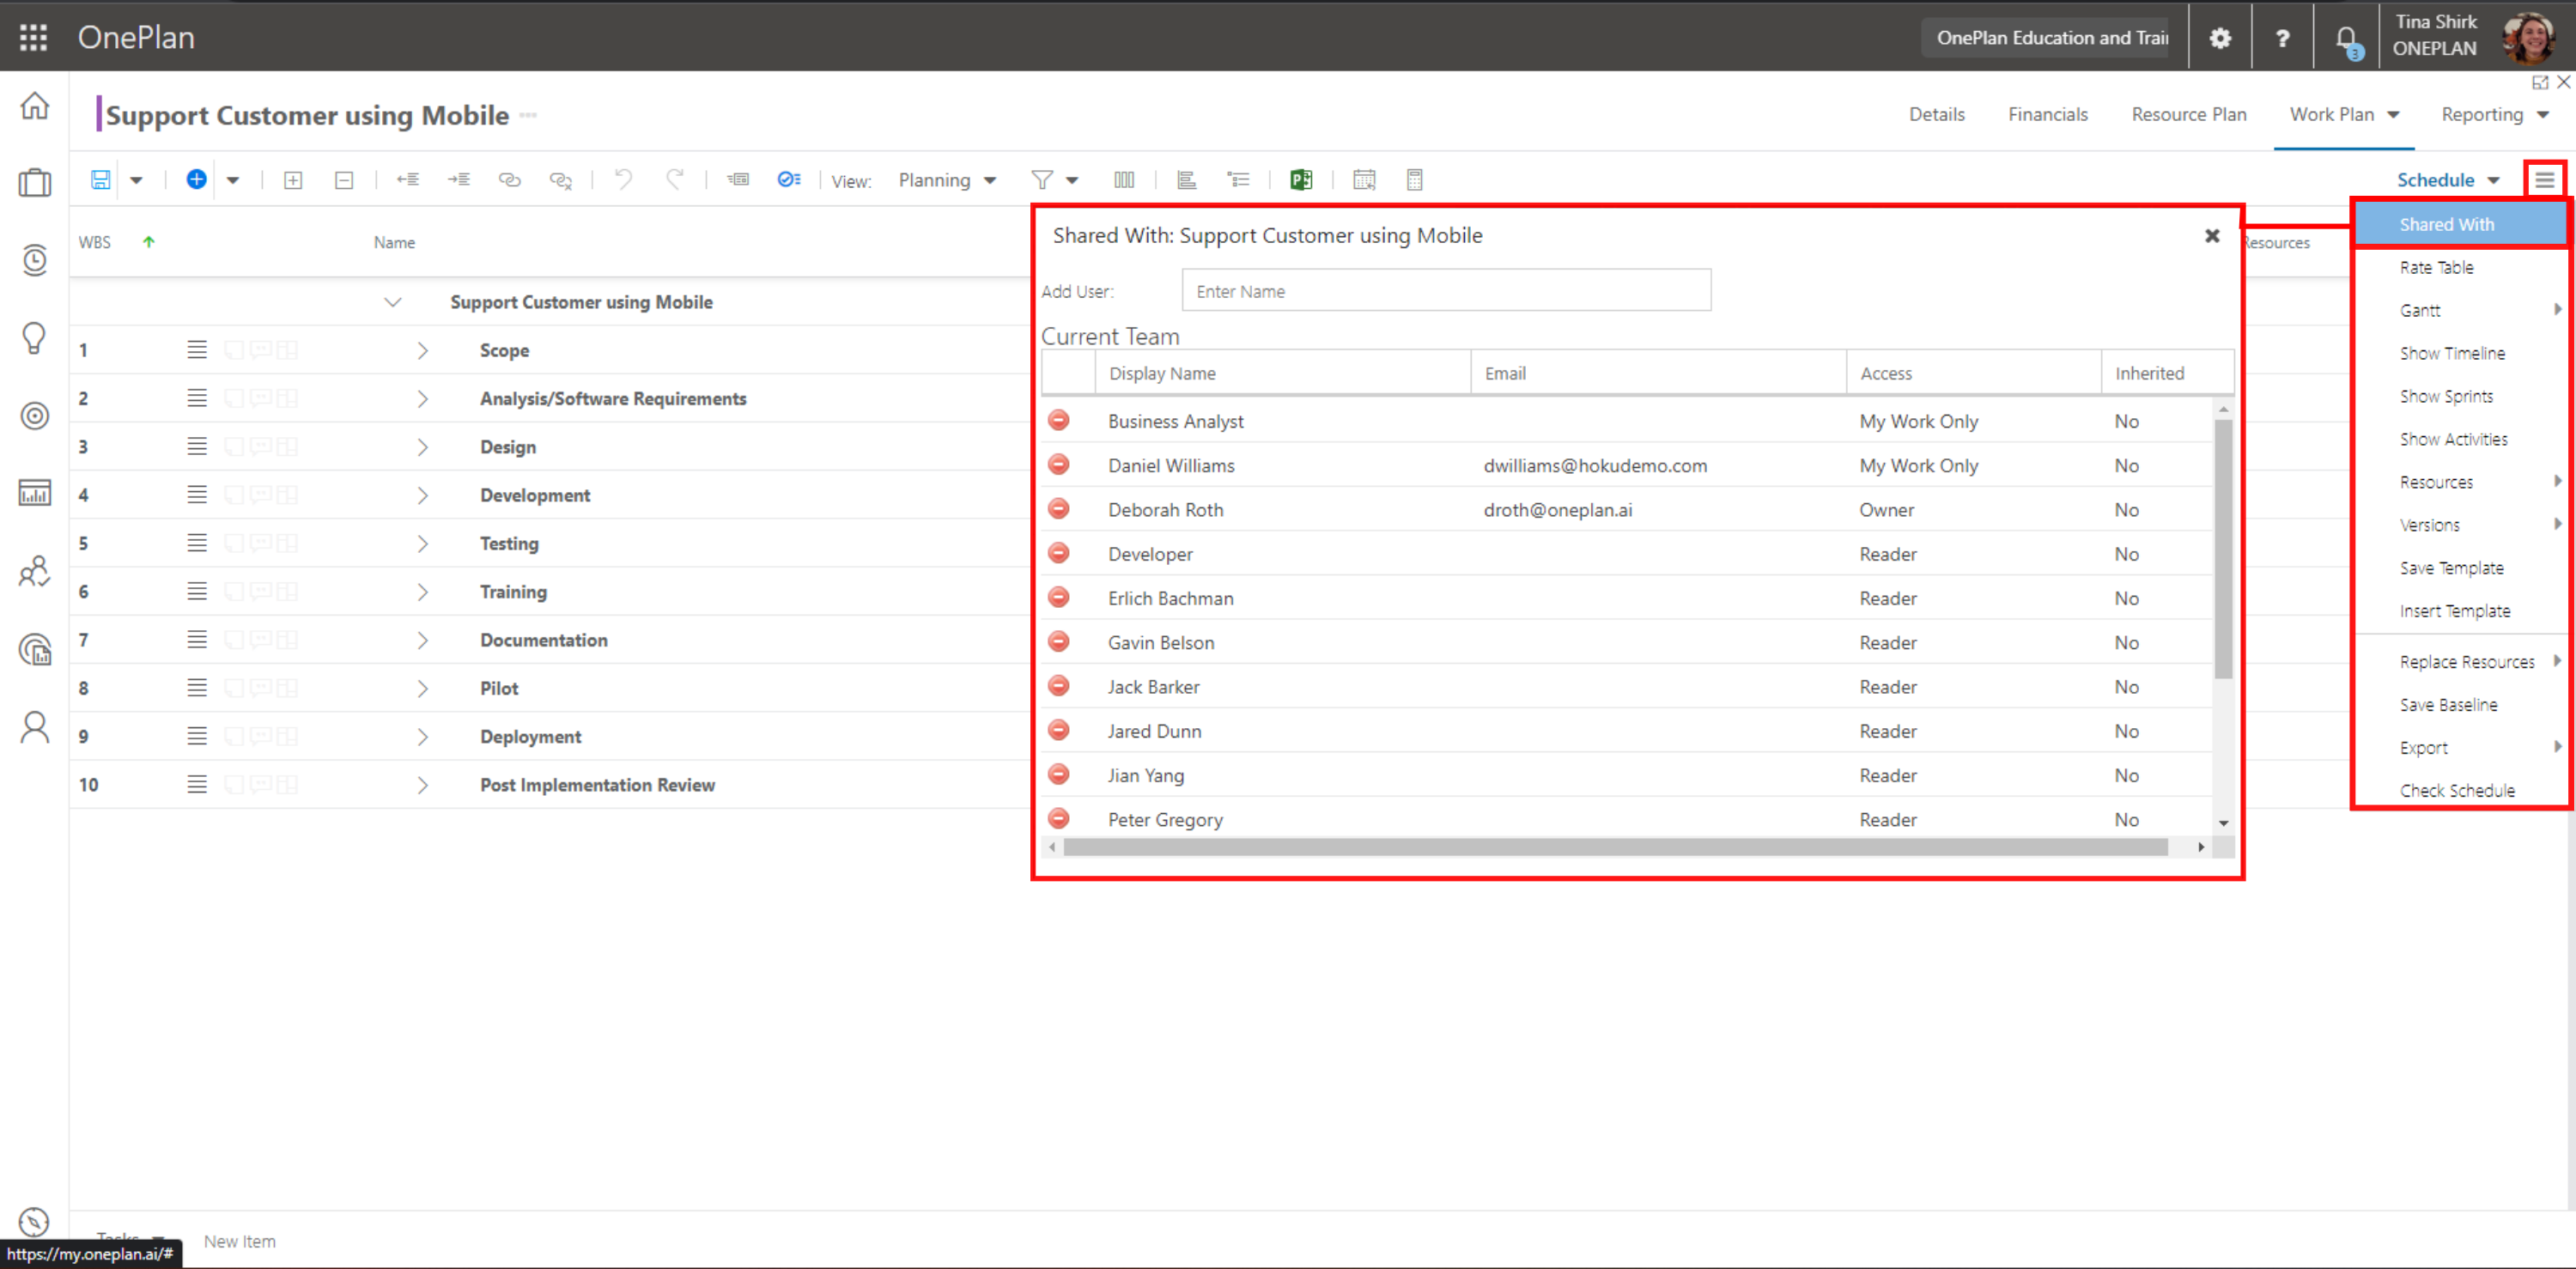 OnePlan
OnePlan Education and Trai
?
3
Tina Shirk
ONEPLAN
Support Customer using Mobile
Details
Financials
Resource Plan
Work Plan
Reporting
View: Planning
Schedule
WBS
Name
Resources
Support Customer using Mobile
1 Scope
2 Analysis/Software Requirements
3 Design
4 Development
5 Testing
6 Training
7 Documentation
8 Pilot
9 Deployment
10 Post Implementation Review
Shared With: Support Customer using Mobile
Add User: Enter Name
Current Team
Display Name Email Access Inherited
Business Analyst My Work Only No
Daniel Williams dwilliams@hokudemo.com My Work Only No
Deborah Roth droth@oneplan.ai Owner No
Developer Reader No
Erlich Bachman Reader No
Gavin Belson Reader No
Jack Barker Reader No
Jared Dunn Reader No
Jian Yang Reader No
Peter Gregory Reader No
Shared With
Rate Table
Gantt
Show Timeline
Show Sprints
Show Activities
Resources
Versions
Save Template
Insert Template
Replace Resources
Save Baseline
Export
Check Schedule
Tasks
New Item
https://my.oneplan.ai/#